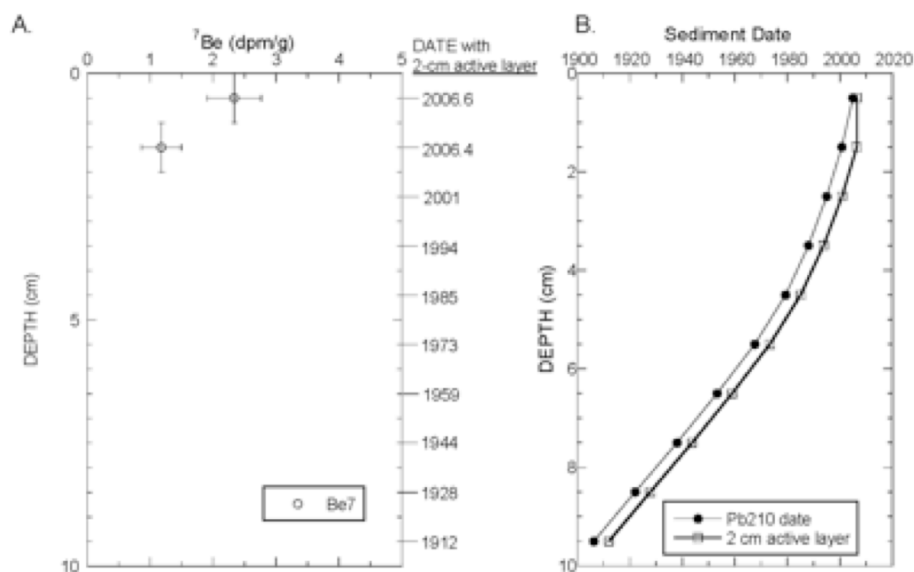 A.
⁷Be (dpm/g)
0 1 2 3 4 5
DATE with
2-cm active layer
0
5
10
DEPTH (cm)
2006.6
2006.4
2001
1994
1985
1973
1959
1944
1928
1912
Be7
B.
Sediment Date
1900 1920 1940 1960 1980 2000 2020
0
2
4
6
8
10
DEPTH (cm)
Pb210 date
2 cm active layer